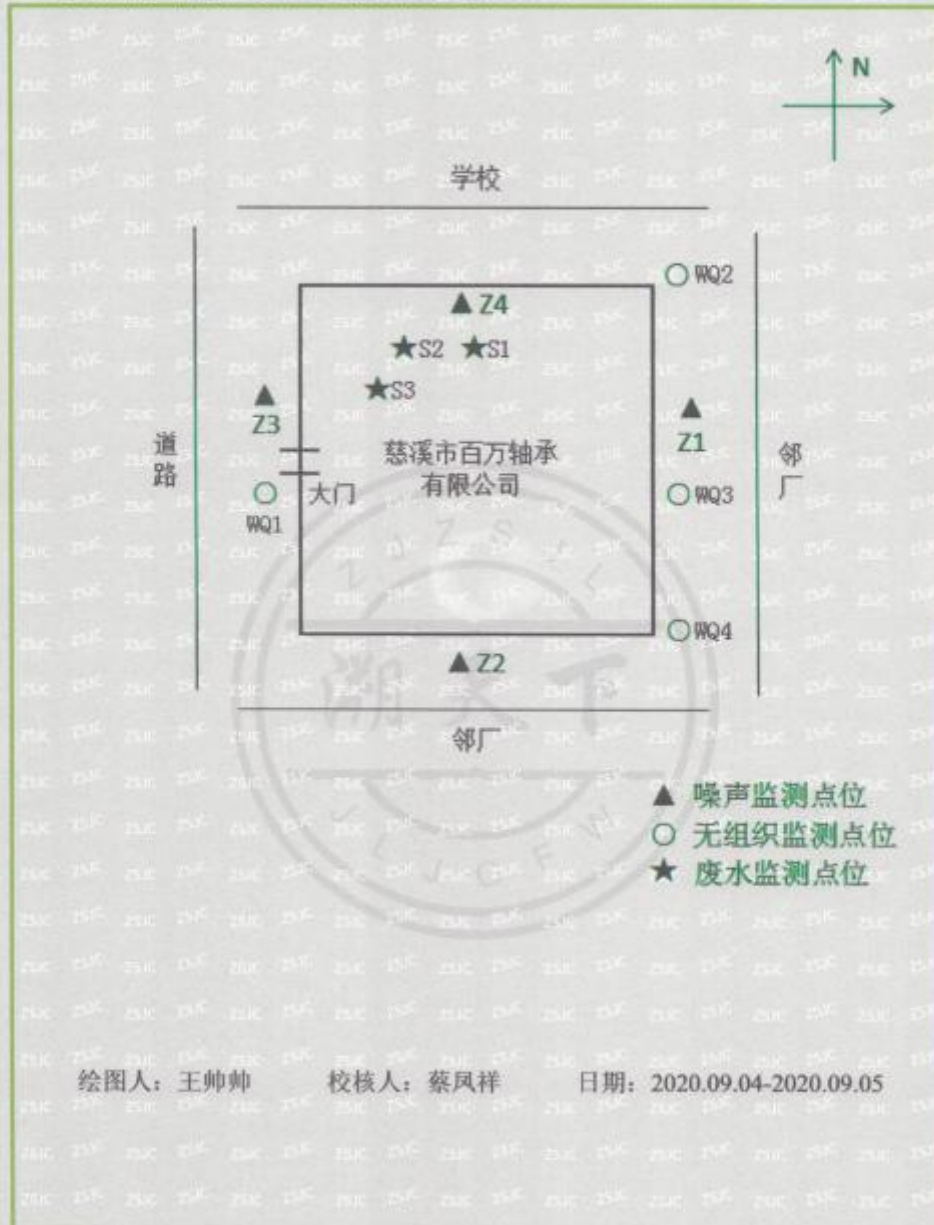 N
学校
WQ2
Z4
S2
S1
S3
Z3
Z1
道路
慈溪市百万轴承
有限公司
邻厂
大门
WQ3
WQ1
WQ4
Z2
邻厂
噪声监测点位
无组织监测点位
废水监测点位
绘图人：王帅帅 校核人：蔡凤祥 日期：2020.09.04-2020.09.05